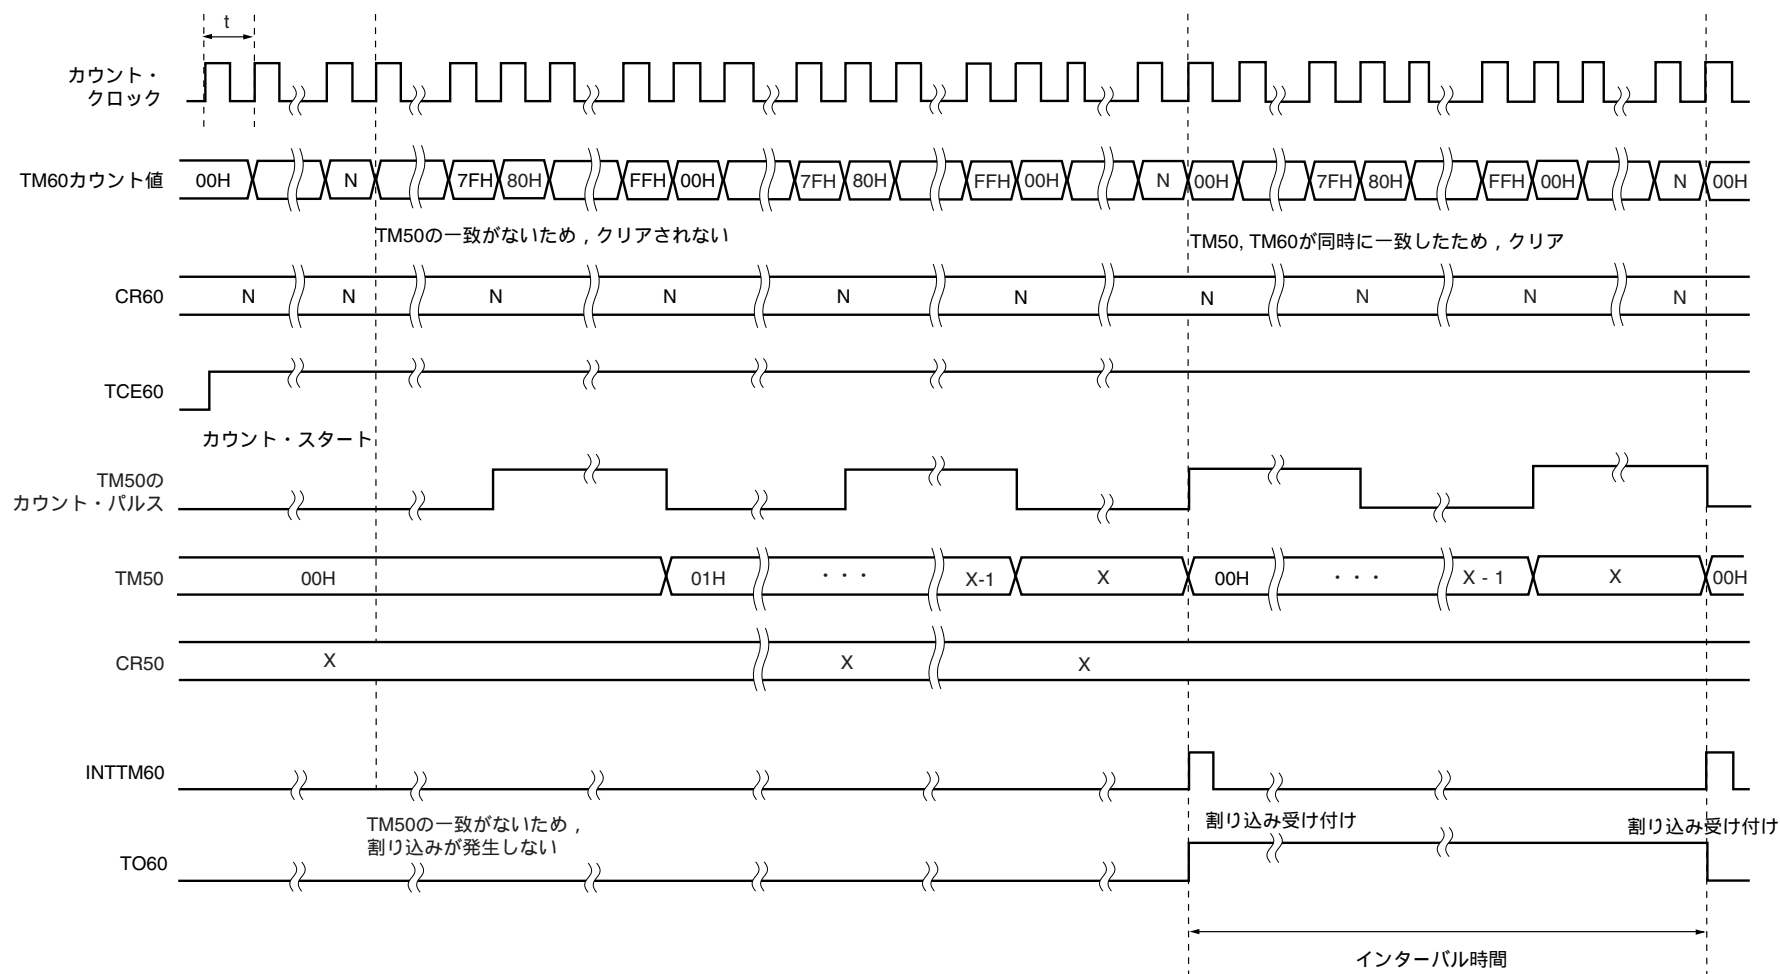 t
カウント・
クロック
TM60カウント値 00H N 7FH 80H FFH 00H 7FH 80H FFH 00H N 00H 7FH 80H FFH 00H N 00H
TM50の一致がないため，クリアされない
TM50, TM60が同時に一致したため，クリア
CR60 N N N N N N N N N N
TCE60
カウント・スタート
TM50の
カウント・パルス
TM50 00H 01H ・・・ X-1 X 00H ・・・ X - 1 X 00H
CR50 X X X
INTTM60
TM50の一致がないため，
割り込みが発生しない
割り込み受け付け
割り込み受け付け
TO60
インターバル時間